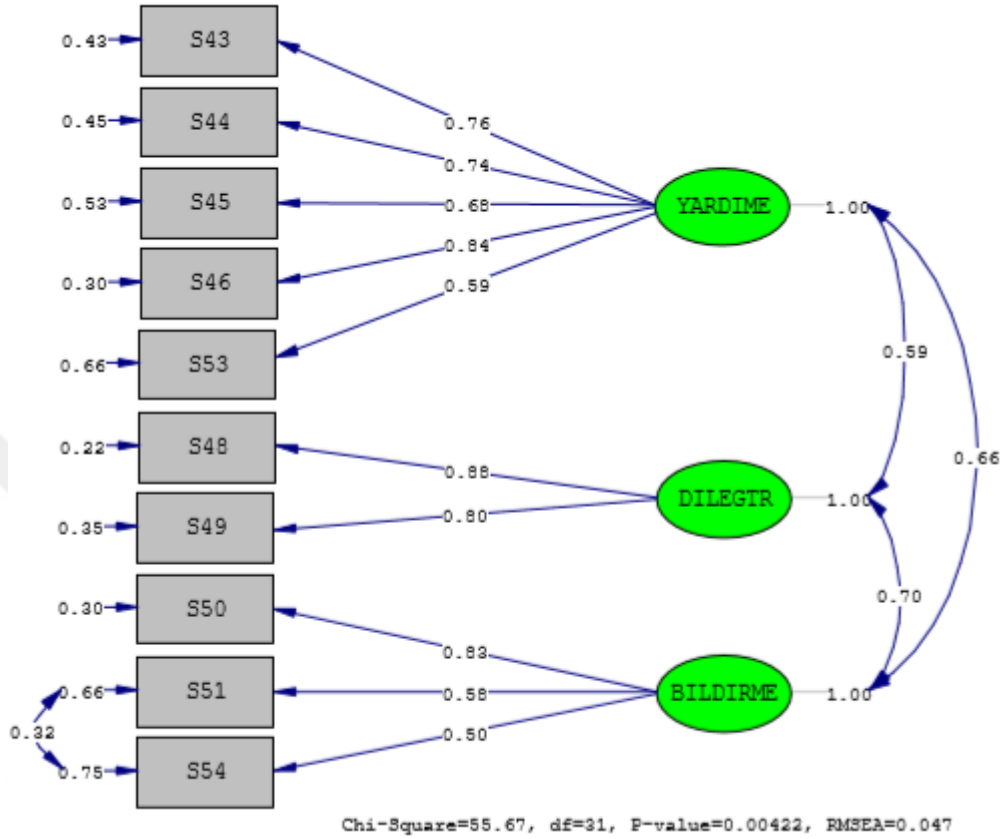 0.43 S43
0.76
0.45 S44
0.74
0.53 S45
0.68
YARDIME 1.00
0.84
0.30 S46
0.59
0.66 S53
0.59
0.22 S48
0.88
0.66
DILEGTR 1.00
0.35 S49
0.80
0.30 S50
0.70
0.83
0.66 S51
0.58
BILDIRME 1.00
0.32
0.50
0.75 S54
Chi-Square=55.67, df=31, P-value=0.00422, RMSEA=0.047